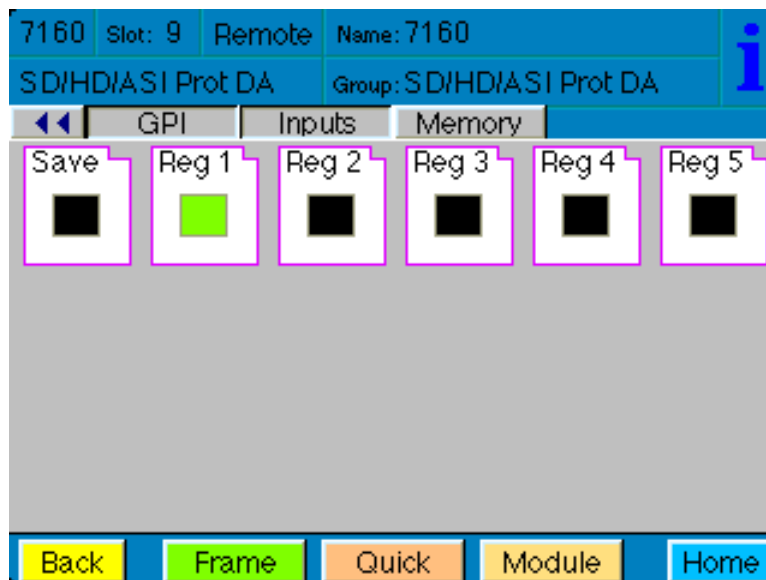 7160 Slot: 9 Remote Name: 7160
SD/HD/ASI Prot DA Group: SD/HD/ASI Prot DA
GPI Inputs Memory
Save Reg 1 Reg 2 Reg 3 Reg 4 Reg 5
Back Frame Quick Module Home